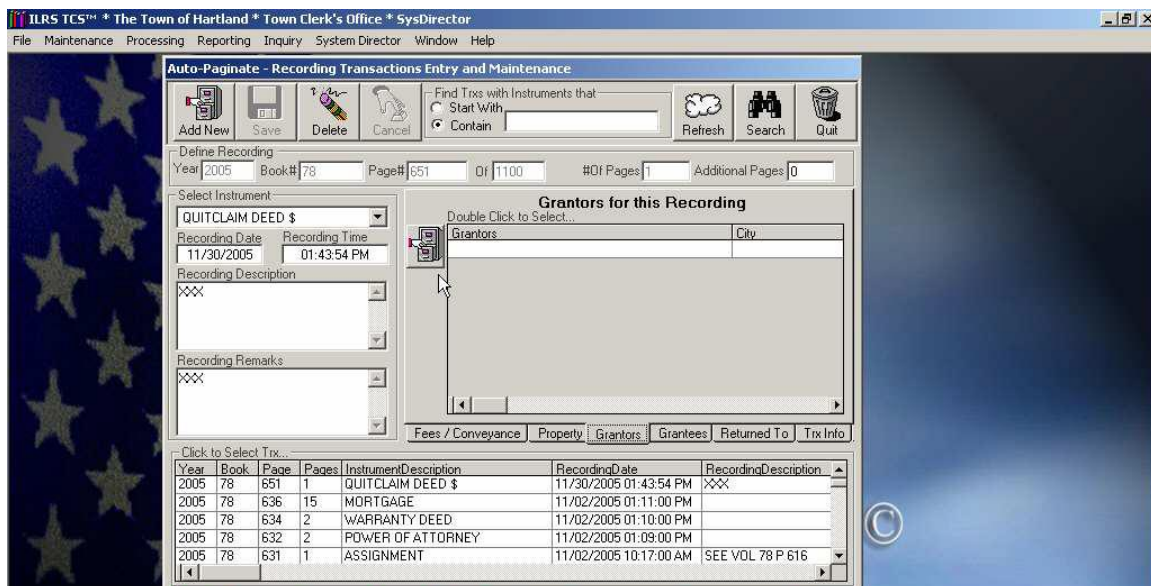 ILRS TCS™ * The Town of Hartland * Town Clerk's Office * SysDirector
File Maintenance Processing Reporting Inquiry System Director Window Help
Auto-Paginate - Recording Transactions Entry and Maintenance
Add New Save Delete Cancel
Find Trxs with Instruments that
Start With
Contain
Refresh Search Quit
Define Recording
Year 2005 Book# 78 Page# 651 Of 1100 #Of Pages 1 Additional Pages 0
Select Instrument
QUITCLAIM DEED $
Recording Date Recording Time
11/30/2005 01:43:54 PM
Recording Description
XXX
Recording Remarks
XXX
Grantors for this Recording
Double Click to Select...
Grantors City
Fees / Conveyance Property Grantors Grantees Returned To Trx Info
Click to Select Trx...
Year Book Page Pages InstrumentDescription RecordingDate RecordingDescription
2005 78 651 1 QUITCLAIM DEED $ 11/30/2005 01:43:54 PM XXX
2005 78 636 15 MORTGAGE 11/02/2005 01:11:00 PM
2005 78 634 2 WARRANTY DEED 11/02/2005 01:10:00 PM
2005 78 632 2 POWER OF ATTORNEY 11/02/2005 01:09:00 PM
2005 78 631 1 ASSIGNMENT 11/02/2005 10:17:00 AM SEE VOL 78 P 616
©